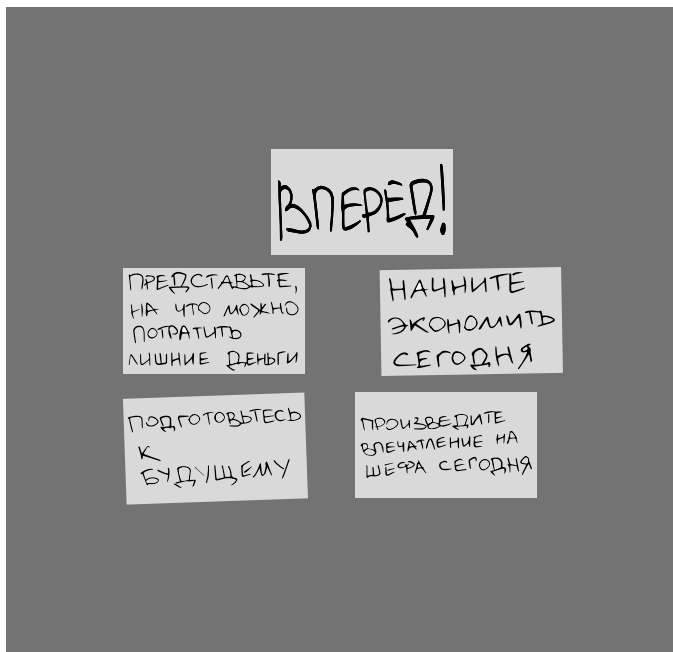 ВПЕРЁД!
ПРЕДСТАВЬТЕ,
НА ЧТО МОЖНО
ПОТРАТИТЬ
ЛИШНИЕ ДЕНЬГИ
НАЧНИТЕ
ЭКОНОМИТЬ
СЕГОДНЯ
ПОДГОТОВЬТЕСЬ
К
БУДУЩЕМУ
ПРОИЗВЕДИТЕ
ВПЕЧАТЛЕНИЕ НА
ШЕФА СЕГОДНЯ